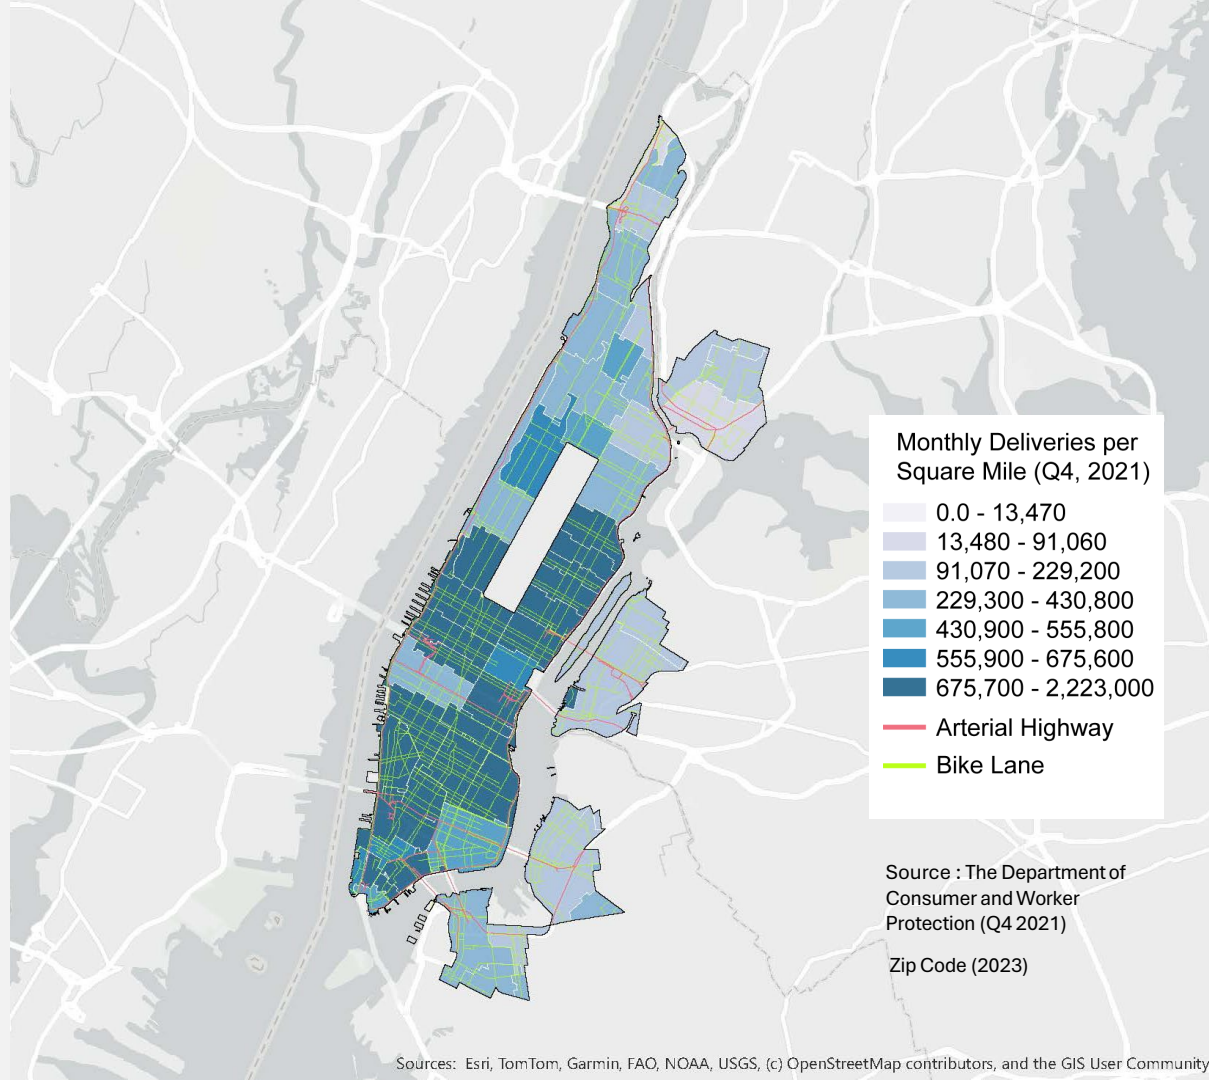 Monthly Deliveries per
Square Mile (Q4, 2021)
0.0 - 13,470
13,480 - 91,060
91,070 - 229,200
229,300 - 430,800
430,900 - 555,800
555,900 - 675,600
675,700 - 2,223,000
Arterial Highway
Bike Lane
Source : The Department of
Consumer and Worker
Protection (Q4 2021)
Zip Code (2023)
Sources: Esri, TomTom, Garmin, FAO, NOAA, USGS, (c) OpenStreetMap contributors, and the GIS User Community